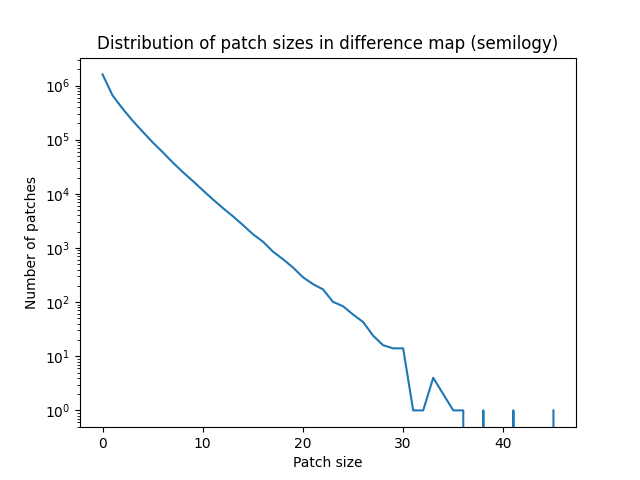 Distribution of patch sizes in difference map (semilogy)
Number of patches
10^6
10^5
10^4
10^3
10^2
10^1
10^0
0 10 20 30 40
Patch size